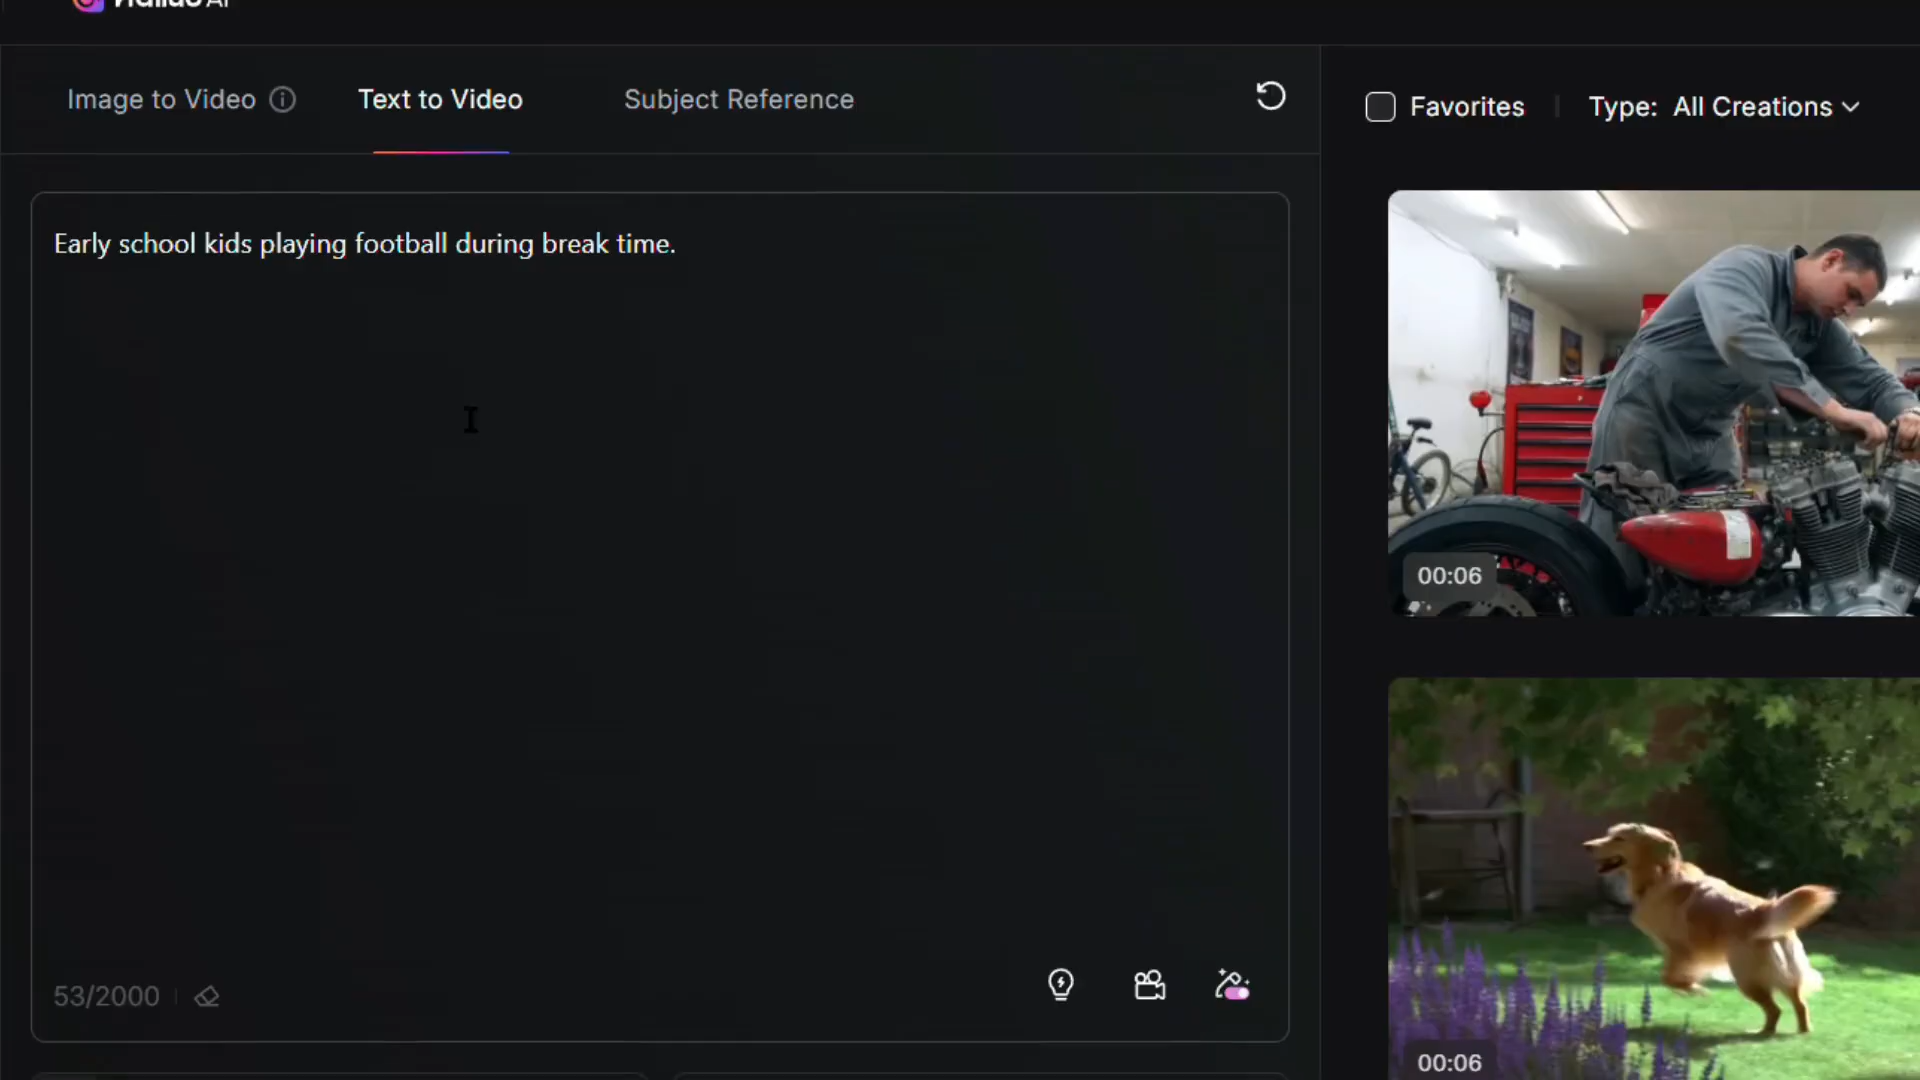 Image to Video
Text to Video
Subject Reference
Favorites
Type: All Creations
Early school kids playing football during break time.
00:06
53/2000
00:06